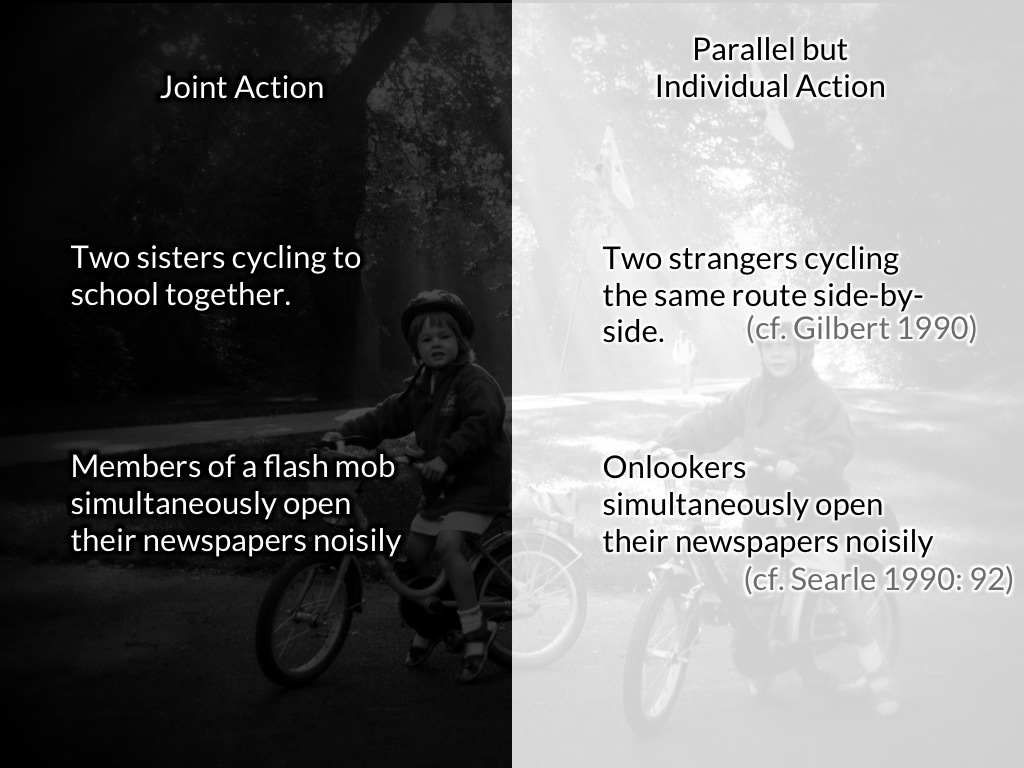 Joint Action
Parallel but
Individual Action
Two sisters cycling to
school together.
Two strangers cycling
the same route side-by-
side.
(cf. Gilbert 1990)
Members of a flash mob
simultaneously open
their newspapers noisily
Onlookers
simultaneously open
their newspapers noisily
(cf. Searle 1990: 92)